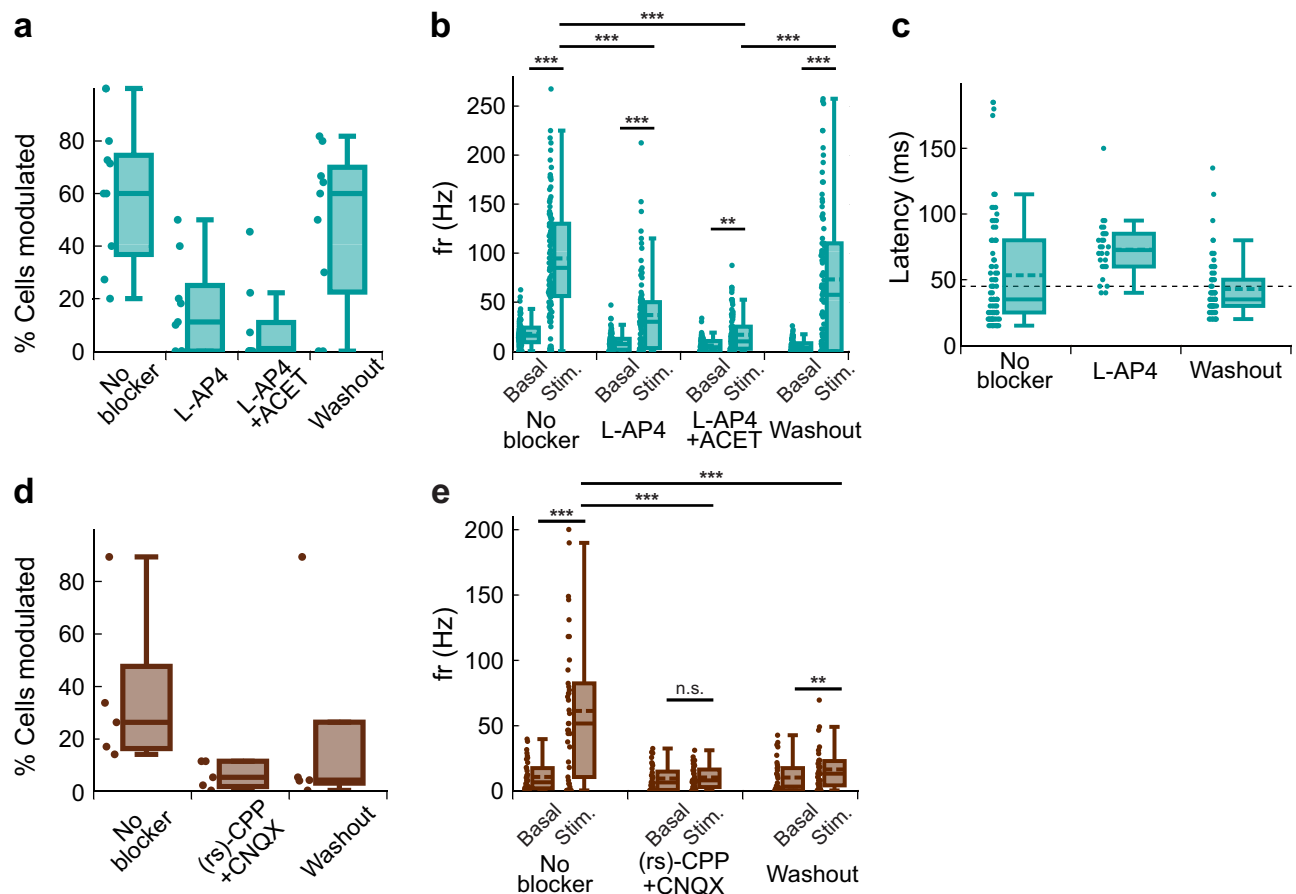 a
% Cells modulated
80
60
40
20
0
No
blocker
L-AP4
L-AP4
+ACET
Washout
b
***
***
***
***
***
***
**
fr (Hz)
250
200
150
100
50
0
Basal
Stim.
Basal
Stim.
Basal
Stim.
Basal
Stim.
No
blocker
L-AP4
L-AP4
+ACET
Washout
c
Latency (ms)
150
100
50
0
No
blocker
L-AP4
Washout
d
% Cells modulated
80
60
40
20
0
No
blocker
(rs)-CPP
+CNQX
Washout
e
***
***
***
n.s.
**
fr (Hz)
200
150
100
50
0
Basal
Stim.
Basal
Stim.
Basal
Stim.
No
blocker
(rs)-CPP
+CNQX
Washout